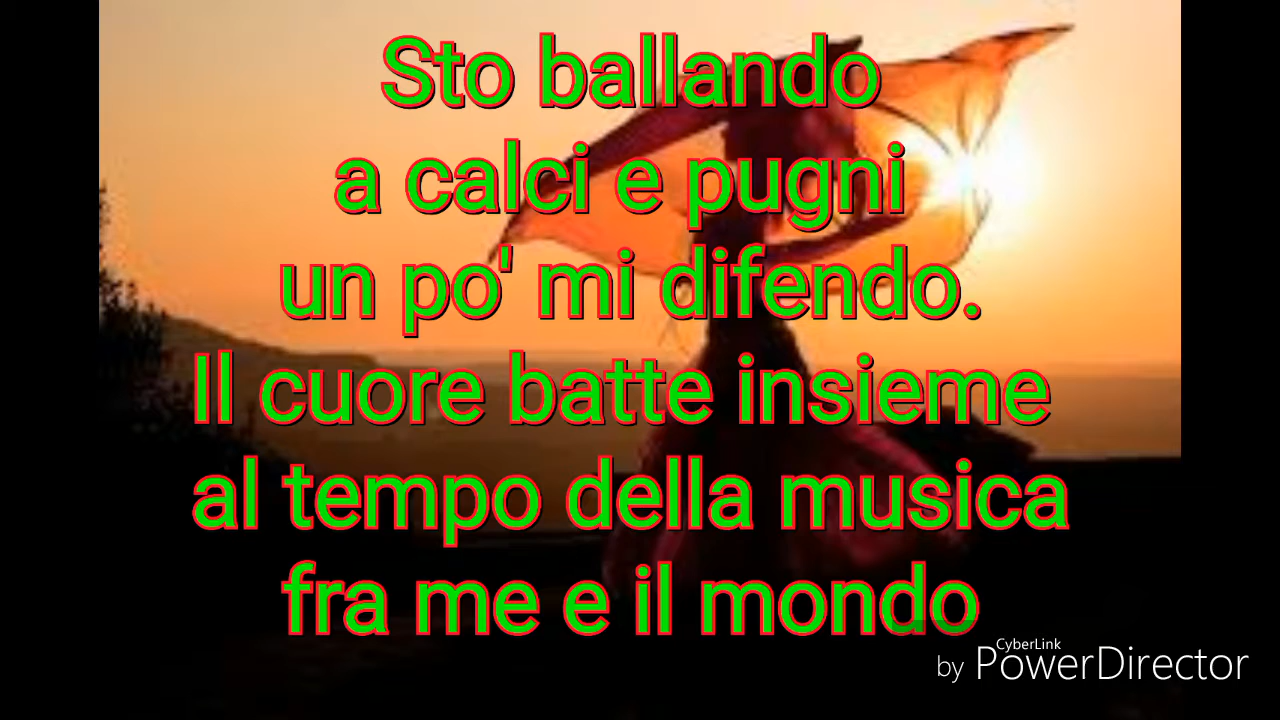 Sto ballando
a calci e pugni
un po' mi difendo.
Il cuore batte insieme
al tempo della musica
fra me e il mondo
CyberLink
by PowerDirector